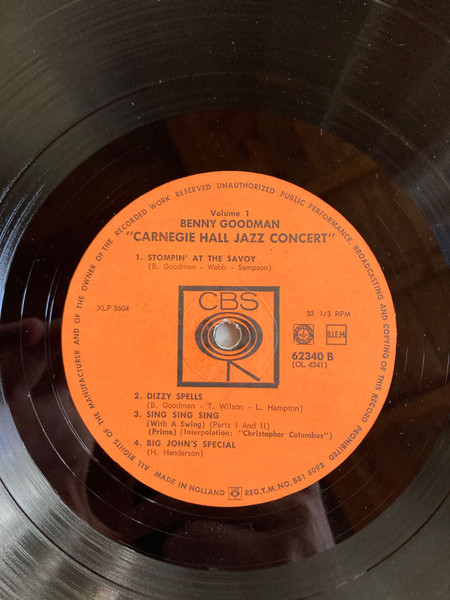 ALL RIGHTS OF THE MANUFACTURER AND OF THE OWNER OF THE RECORDED WORK RESERVED UNAUTHORIZED PUBLIC PERFORMANCE, BROADCASTING AND COPYING OF THIS RECORD PROHIBITED
Volume 1
BENNY GOODMAN
"CARNEGIE HALL JAZZ CONCERT"
1. STOMPIN' AT THE SAVOY
(B. Goodman - Webb - Sampson)
CBS
XLP 3604
33 1/3 RPM
B.I.E.M.
62340 B
(OL 4341)
2. DIZZY SPELLS
(B. Goodman - T. Wilson - L. Hampton)
3. SING SING SING
(With A Swing) (Parts I And II)
(Prima) (Interpolation: "Christopher Columbus")
4. BIG JOHN'S SPECIAL
(H. Henderson)
MADE IN HOLLAND REG.T.M.NO.BB1 8092